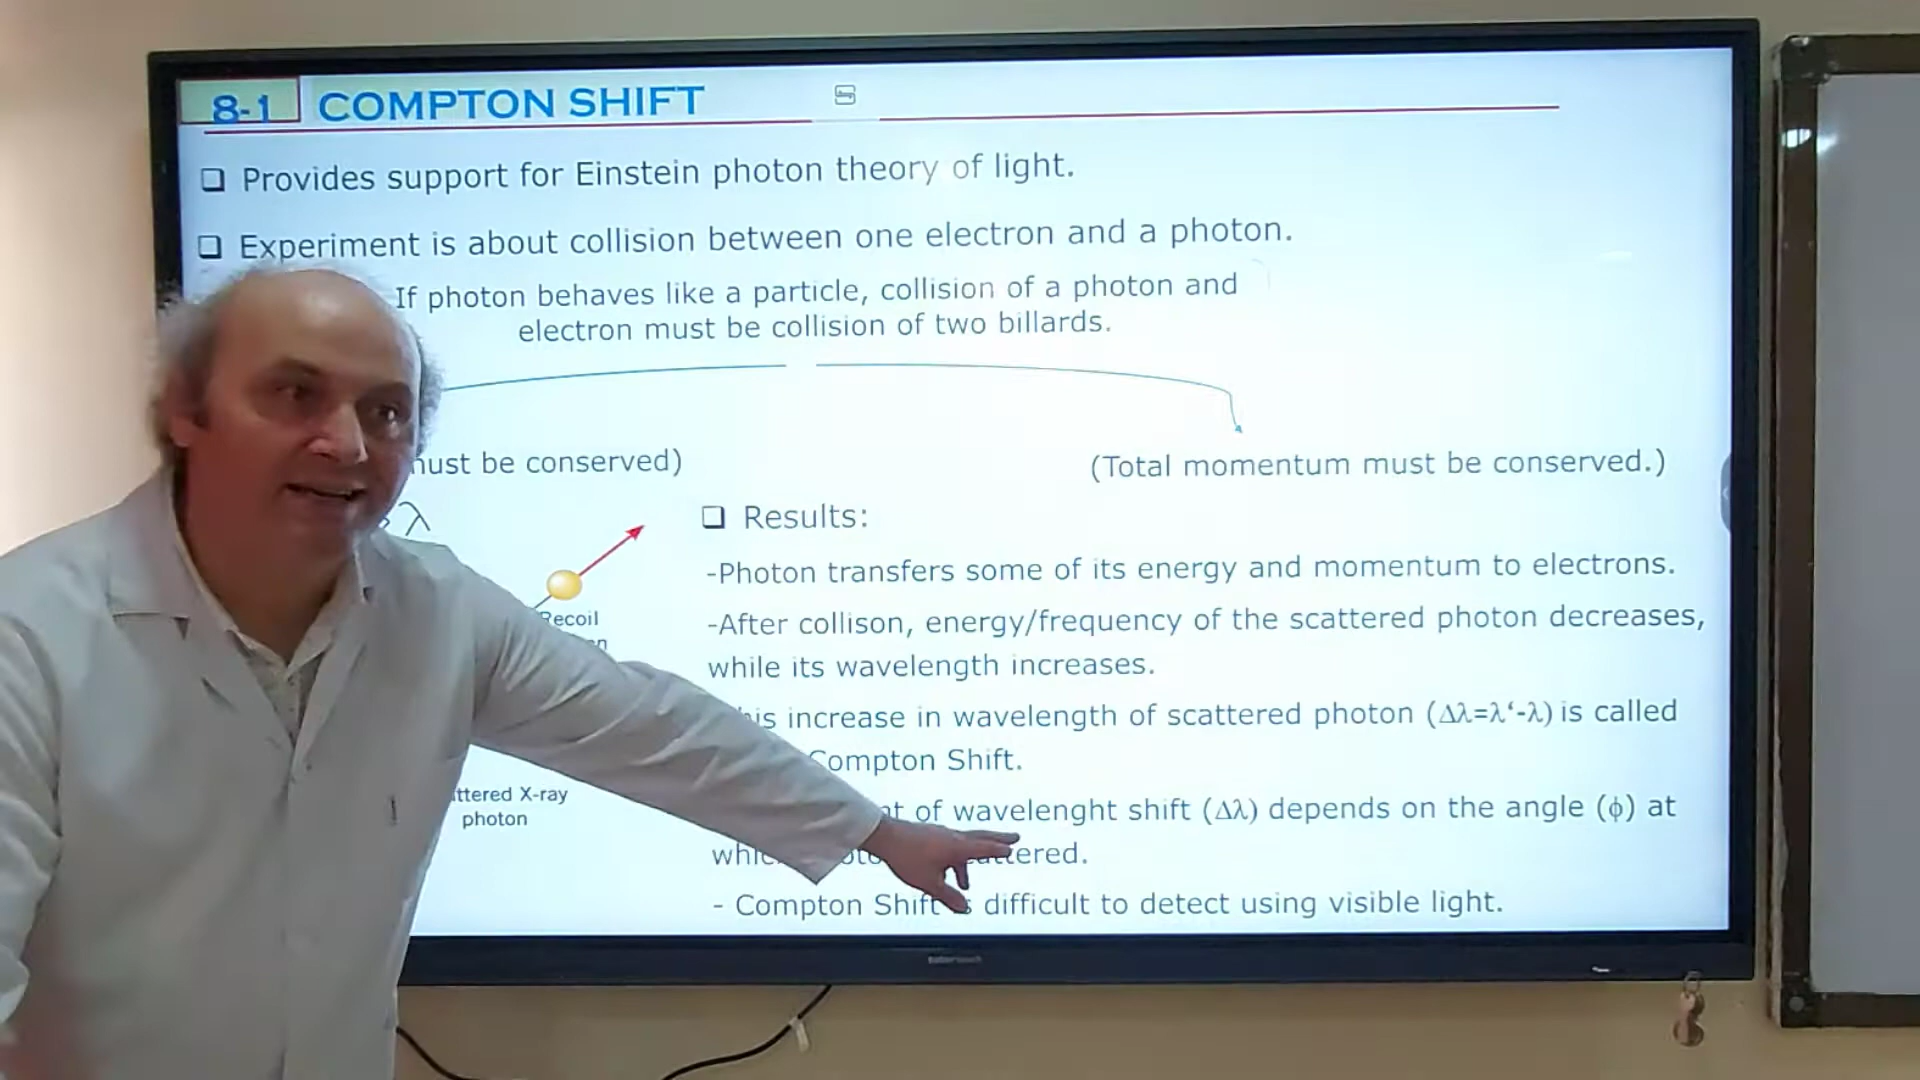 8-1 COMPTON SHIFT
❑ Provides support for Einstein photon theory of light.
❑ Experiment is about collision between one electron and a photon.
If photon behaves like a particle, collision of a photon and
electron must be collision of two billards.
must be conserved)
(Total momentum must be conserved.)
λ
❑ Results:
Recoil
-Photon transfers some of its energy and momentum to electrons.
-After collison, energy/frequency of the scattered photon decreases,
while its wavelength increases.
increase in wavelength of scattered photon (Δλ=λ‘-λ) is called
Compton Shift.
X-ray
photon
of wavelenght shift (Δλ) depends on the angle (ϕ) at
- Compton Shift is difficult to detect using visible light.